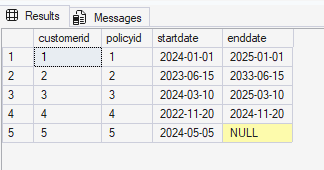 Results Messages
customerid policyid startdate enddate
1 1 1 2024-01-01 2025-01-01
2 2 2 2023-06-15 2033-06-15
3 3 3 2024-03-10 2025-03-10
4 4 4 2022-11-20 2024-11-20
5 5 5 2024-05-05 NULL